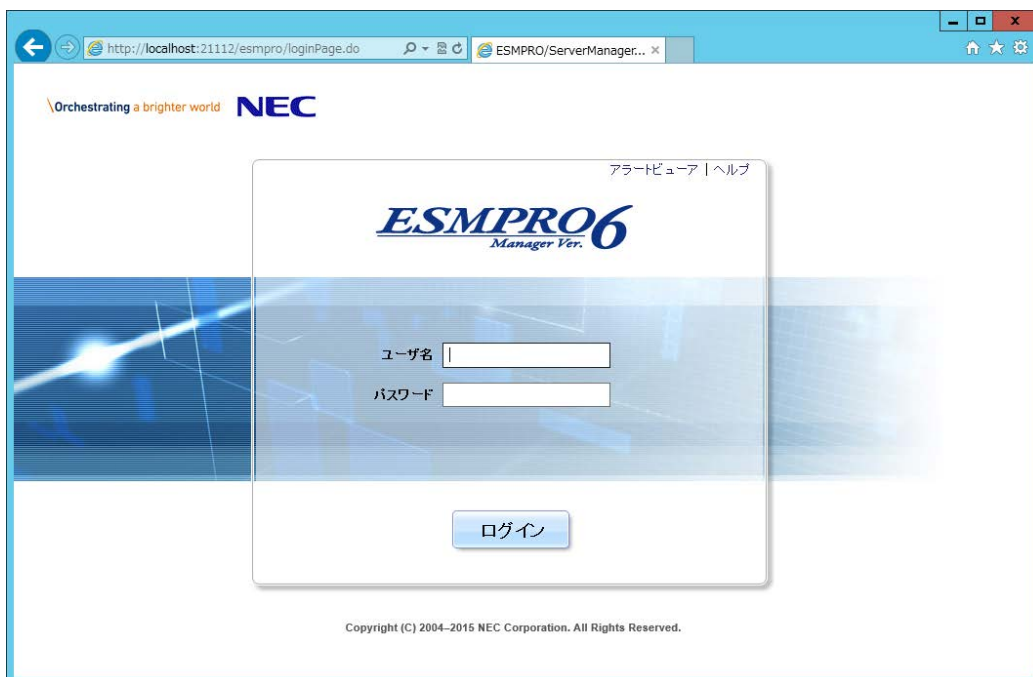 http://localhost:21112/esmpro/loginPage.do
ESMPRO/ServerManager...
\Orchestrating a brighter world NEC
アラートビューア | ヘルプ
ESMPRO6
Manager Ver.
ユーザ名
パスワード
ログイン
Copyright (C) 2004–2015 NEC Corporation. All Rights Reserved.